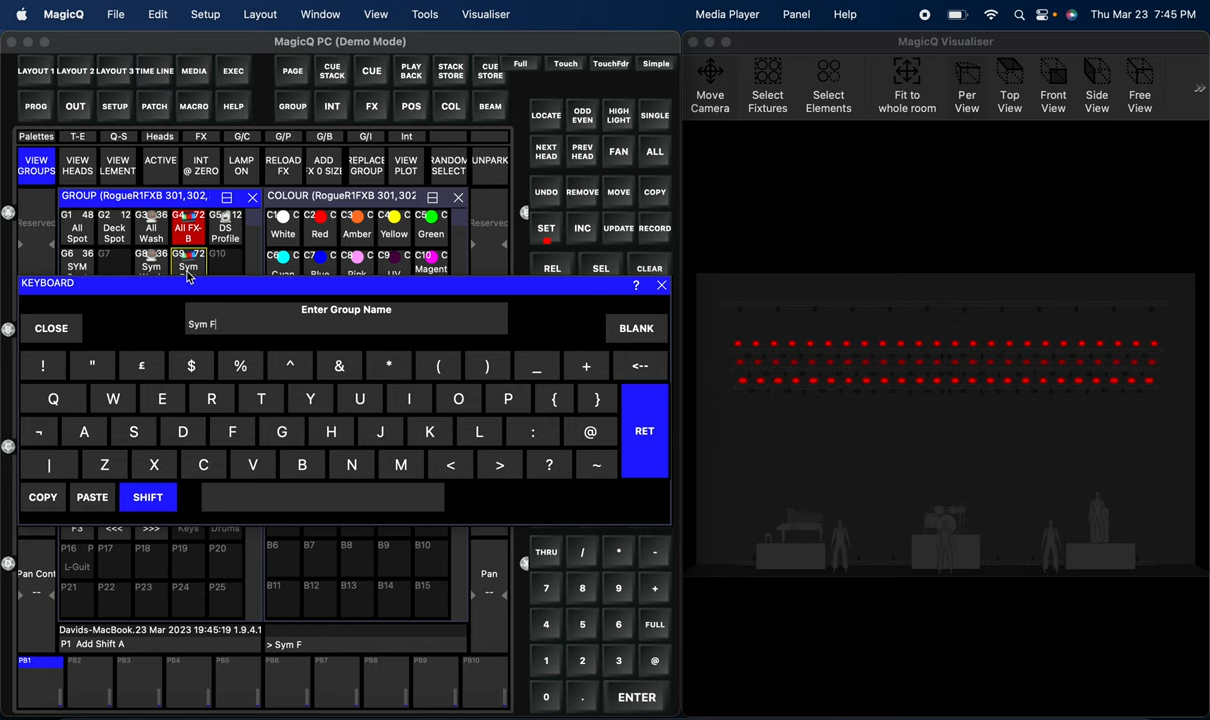 MagicQ File Edit Setup Layout Window View Tools Visualiser Media Player Panel Help Thu Mar 23 7:45 PM
MagicQ PC (Demo Mode)
MagicQ Visualiser
LAYOUT 1 LAYOUT 2 LAYOUT 3 TIME LINE MEDIA EXEC PAGE CUE STACK CUE PLAY BACK STACK STORE CUE STORE Full Touch TouchFdr Simple
PROG OUT SETUP PATCH MACRO HELP GROUP INT FX POS COL BEAM
Move Camera Select Fixtures Select Elements Fit to whole room Per View Top View Front View Side View Free View
LOCATE ODD EVEN HIGH LIGHT SINGLE
Palettes T-E Q-S Heads FX G/C G/P G/B G/I Int
VIEW GROUPS VIEW HEADS VIEW LEMENT ACTIVE INT @ ZERO LAMP ON RELOAD FX ADD FX 0 SIZE REPLACE GROUP VIEW PLOT RANDOM SELECT UNPARK
NEXT HEAD PREV HEAD FAN ALL
UNDO REMOVE MOVE COPY
GROUP (RogueR1FXB 301,302,
COLOUR (RogueR1FXB 301,302
A Reserved
G1 48 All Spot
G2 12 Deck Spot
G3 36 All Wash
G4 72 All FX-B
G5 12 DS Profile
C1 C White
C2 C Red
C3 C Amber
C4 C Yellow
C5 C Green
Reserved
SET INC UPDATE RECORD
G6 36 SYM
G7
G8 36 Sym
G9 72 Sym
G10
C6 C
C7 C Blue
C8 C Pink
C9 C UV
C10 C Magent
REL SEL CLEAR
KEYBOARD ?
Enter Group Name
CLOSE Sym F BLANK
B
! " £ $ % ^ & * ( ) _ + <--
Q W E R T Y U I O P { }
¬ A S D F G H J K L : @ RET
C
| Z X C V B N M < > ? ~
COPY PASTE SHIFT
F3 <<< >>> Keys Drums
P16 P L-Guit
P17 P18 P19 P20
B6 B7 B8 B9 B10
THRU / * -
D Pan Cont -- Pan --
P21 P22 P23 P24 P25
B11 B12 B13 B14 B15
7 8 9 +
4 5 6 FULL
Davids-MacBook.23 Mar 2023 19:45:19 1.9.4.1
P1 Add Shift A
> Sym F
1 2 3 @
PB1 PB2 PB3 PB4 PB5 PB6 PB7 PB8 PB9 PB10
0 . ENTER